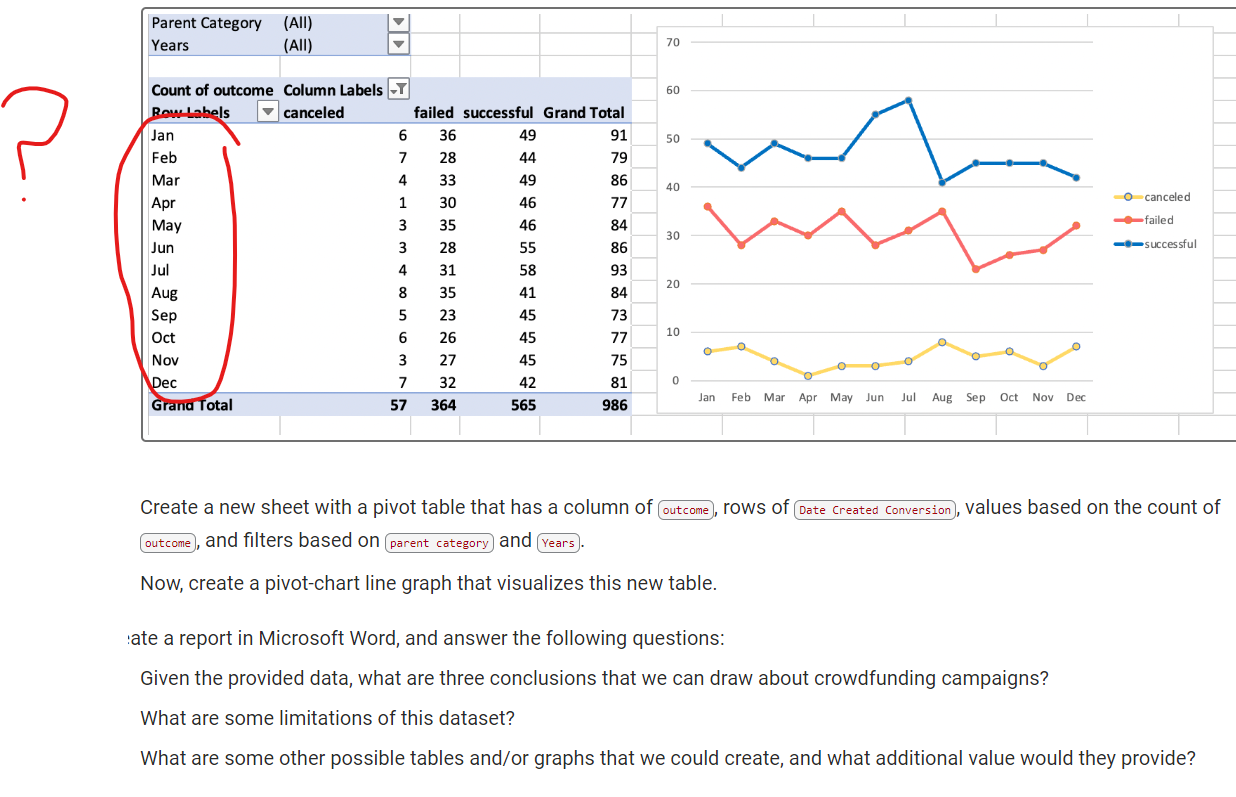 Parent Category (All)
Years (All)
Count of outcome Column Labels
Row Labels canceled failed successful Grand Total
Jan 6 36 49 91
Feb 7 28 44 79
Mar 4 33 49 86
Apr 1 30 46 77
May 3 35 46 84
Jun 3 28 55 86
Jul 4 31 58 93
Aug 8 35 41 84
Sep 5 23 45 73
Oct 6 26 45 77
Nov 3 27 45 75
Dec 7 32 42 81
Grand Total 57 364 565 986
?
70
60
50
40
30
20
10
0
Jan Feb Mar Apr May Jun Jul Aug Sep Oct Nov Dec
canceled
failed
successful
Create a new sheet with a pivot table that has a column of outcome, rows of Date Created Conversion, values based on the count of
outcome, and filters based on parent category and Years.
Now, create a pivot-chart line graph that visualizes this new table.
eate a report in Microsoft Word, and answer the following questions:
Given the provided data, what are three conclusions that we can draw about crowdfunding campaigns?
What are some limitations of this dataset?
What are some other possible tables and/or graphs that we could create, and what additional value would they provide?